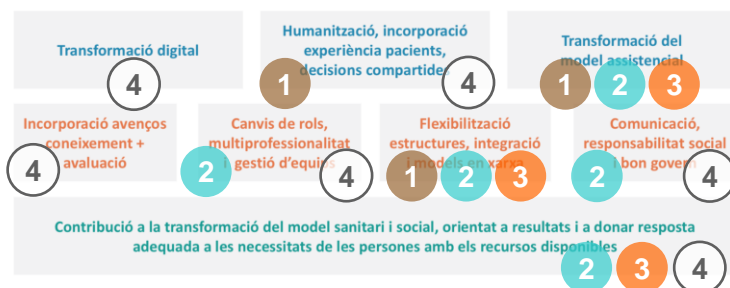 Transformació digital
4
Humanització, incorporació
experiència pacients,
decisions compartides
1
4
Transformació del
model assistencial
1 2 3
Incorporació avenços
coneixement +
avaluació
4
Canvis de rols,
multiprofessionalitat
i gestió d'equips
2
4
Flexibilització
estructures, integració
i models en xarxa
1 2 3
Comunicació,
responsabilitat social
i bon govern
2
4
Contribució a la transformació del model sanitari i social, orientat a resultats i a donar resposta
adequada a les necessitats de les persones amb els recursos disponibles
2 3 4